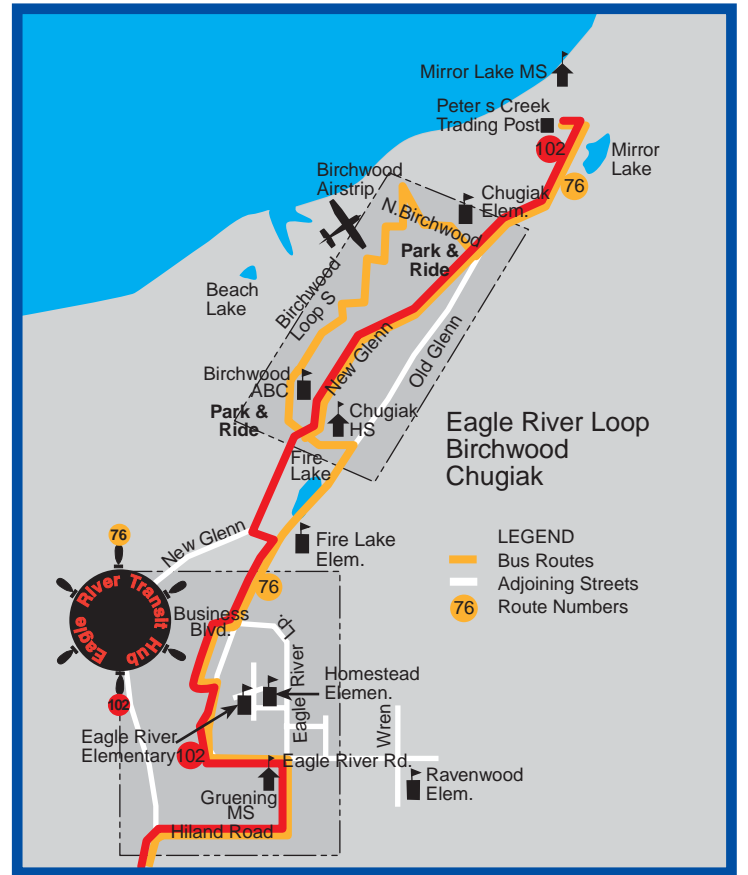 Mirror Lake MS
Peter s Creek
Trading Post
102
Mirror
Lake
76
Birchwood
Airstrip
Chugiak
Elem.
N.Birchwood
Park &
Ride
Beach
Lake
Birchwood
Loop S
New Glenn
Old Glenn
Birchwood
ABC
Park &
Ride
Chugiak
HS
Eagle River Loop
Birchwood
Chugiak
Fire
Lake
New Glenn
76
Fire Lake
Elem.
LEGEND
Bus Routes
Adjoining Streets
76
Route Numbers
76
Eagle River Transit Hub
102
Business
Blvd.
Lp.
Eagle River
Homestead
Elemen.
Eagle River
Elementary
102
Wren
Eagle River Rd.
Ravenwood
Elem.
Gruening
MS
Hiland Road